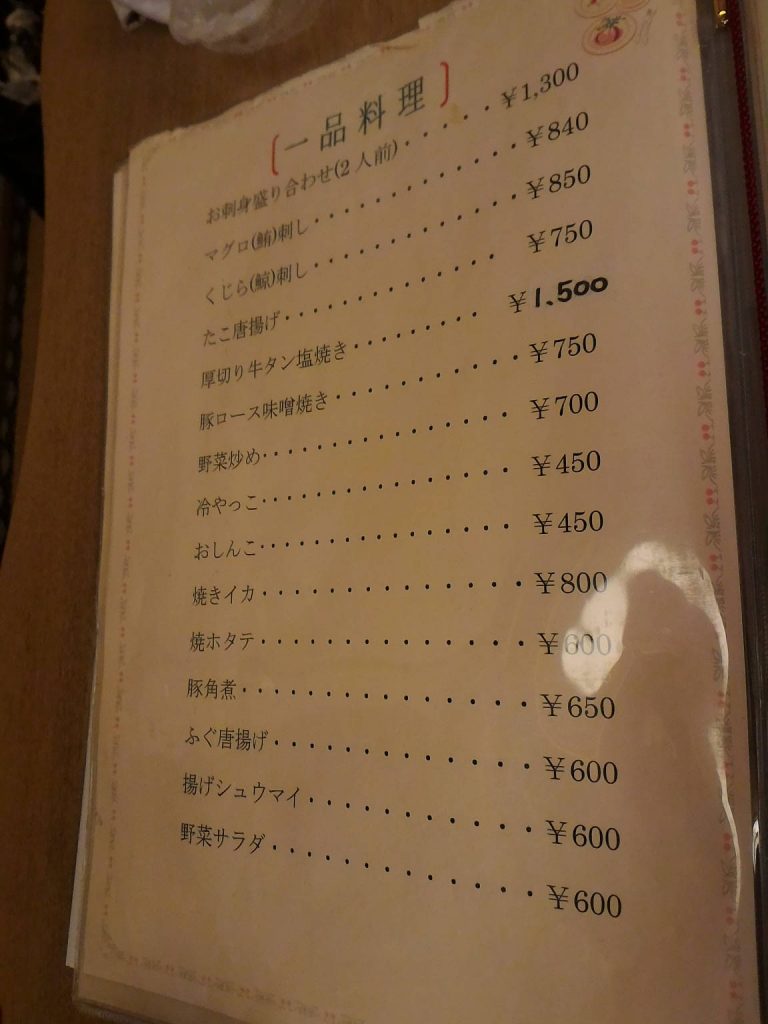 [一品料理]
お刺身盛り合わせ(2人前)・・・・・¥1,300
マグロ(鮪)刺し・・・・・・・・・・・¥840
くじら(鯨)刺し・・・・・・・・・・・¥850
たこ唐揚げ・・・・・・・・・・・・¥750
厚切り牛タン塩焼き・・・・・・・・¥1.500
豚ロース味噌焼き・・・・・・・・・・¥750
野菜炒め・・・・・・・・・・・・・¥700
冷やっこ・・・・・・・・・・・・・¥450
おしんこ・・・・・・・・・・・・・¥450
焼きイカ・・・・・・・・・・・・・¥800
焼ホタテ・・・・・・・・・・・・・¥600
豚角煮・・・・・・・・・・・・・・¥650
ふぐ唐揚げ・・・・・・・・・・・・¥600
揚げシュウマイ・・・・・・・・・・¥600
野菜サラダ・・・・・・・・・・・・¥600